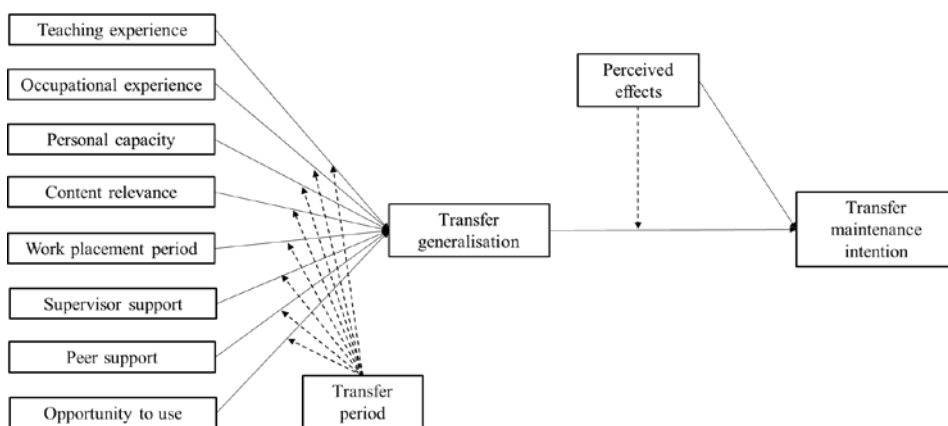 Teaching experience
Occupational experience
Personal capacity
Content relevance
Work placement period
Supervisor support
Peer support
Opportunity to use
Transfer
period
Transfer
generalisation
Perceived
effects
Transfer
maintenance
intention